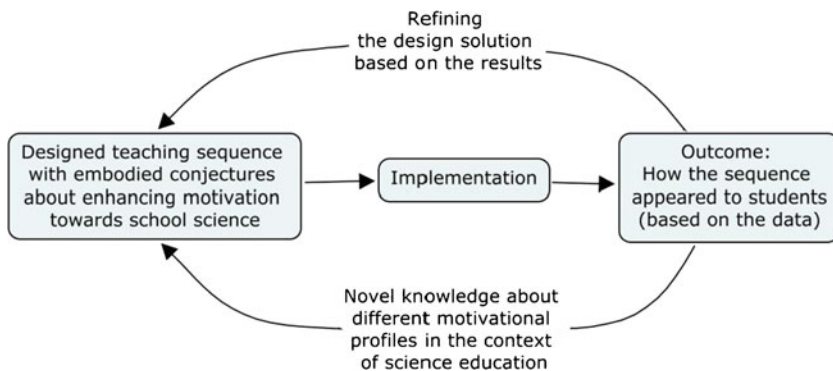 Refining
the design solution
based on the results
Designed teaching sequence
with embodied conjectures
about enhancing motivation
towards school science
Implementation
Outcome:
How the sequence
appeared to students
(based on the data)
Novel knowledge about
different motivational
profiles in the context
of science education